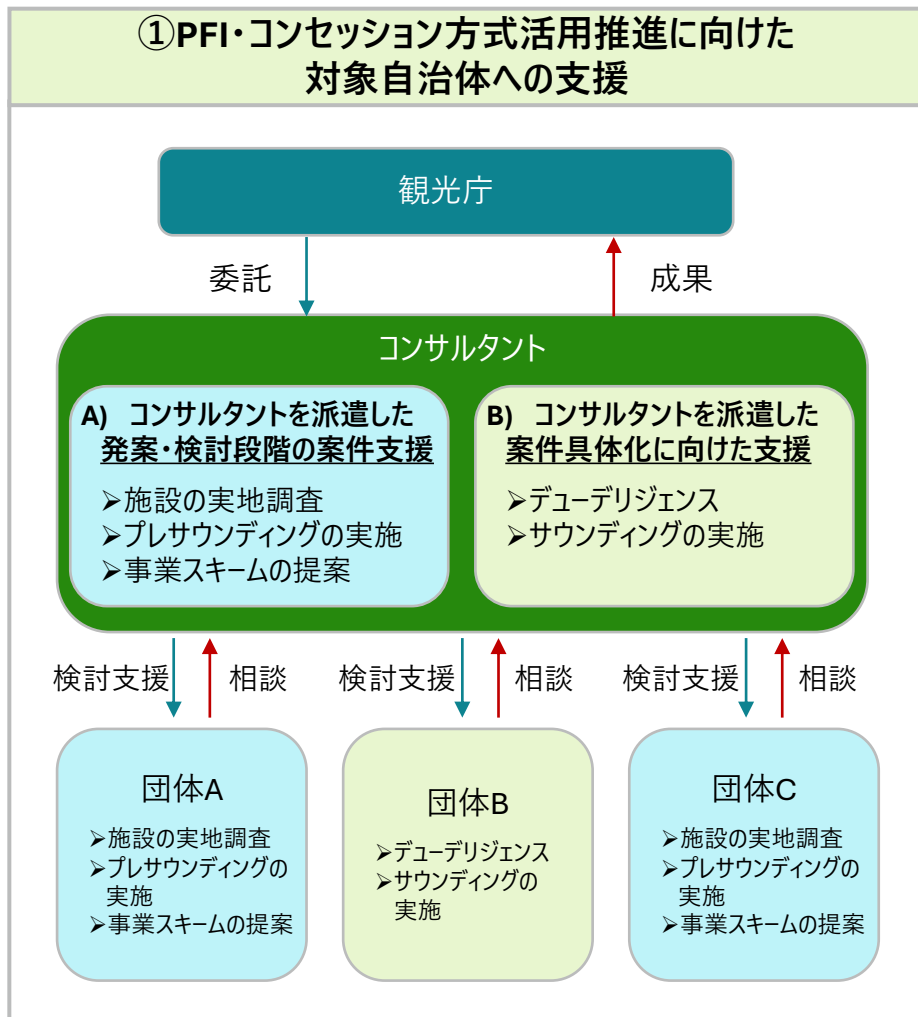 ①PFI・コンセッション方式活用推進に向けた
対象自治体への支援
観光庁
委託
成果
コンサルタント
A) コンサルタントを派遣した
発案・検討段階の案件支援
➢施設の実地調査
➢プレサウンディングの実施
➢事業スキームの提案
B) コンサルタントを派遣した
案件具体化に向けた支援
➢デューデリジェンス
➢サウンディングの実施
検討支援
相談
検討支援
相談
検討支援
相談
団体A
➢施設の実地調査
➢プレサウンディングの
実施
➢事業スキームの提案
団体B
➢デューデリジェンス
➢サウンディングの
実施
団体C
➢施設の実地調査
➢プレサウンディングの
実施
➢事業スキームの提案